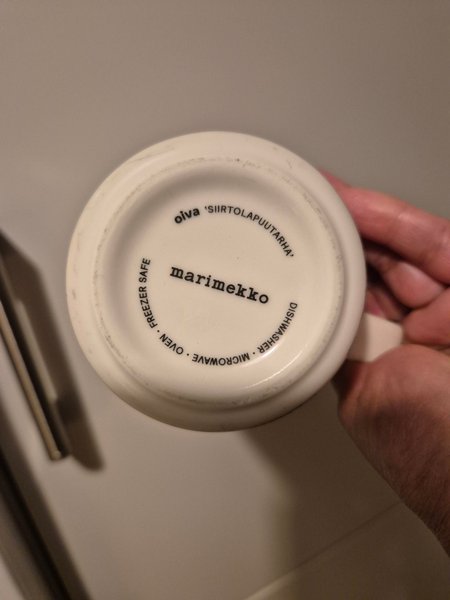 oiva 'SIIRTOLAPUUTARHA'
marimekko
DISHWASHER · MICROWAVE · OVEN · FREEZER SAFE